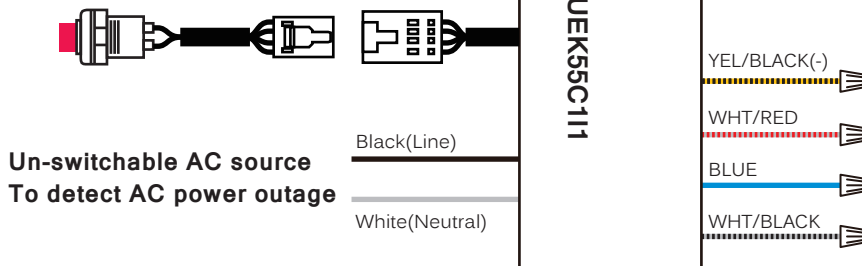 UEK55C1I1
YEL/BLACK(-)
WHT/RED
Black(Line)
Un-switchable AC source
BLUE
To detect AC power outage
White(Neutral)
WHT/BLACK